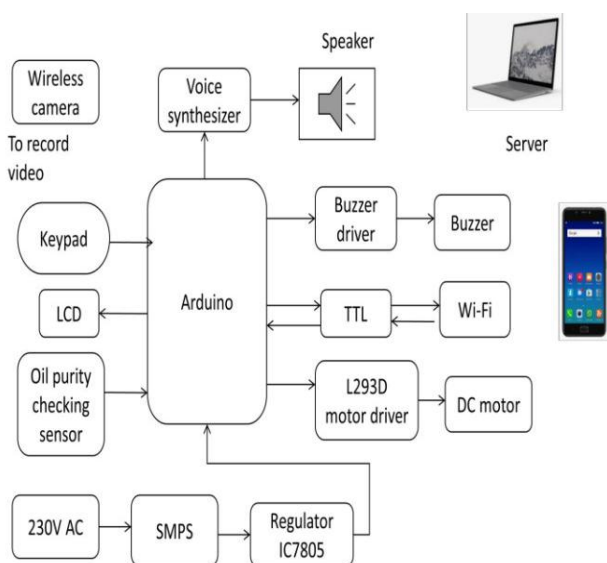 Speaker
Wireless
camera
Voice
synthesizer
To record
video
Server
Keypad
Arduino
Buzzer
driver
Buzzer
LCD
TTL
Wi-Fi
Oil purity
checking
sensor
L293D
motor driver
DC motor
230V AC
SMPS
Regulator
IC7805